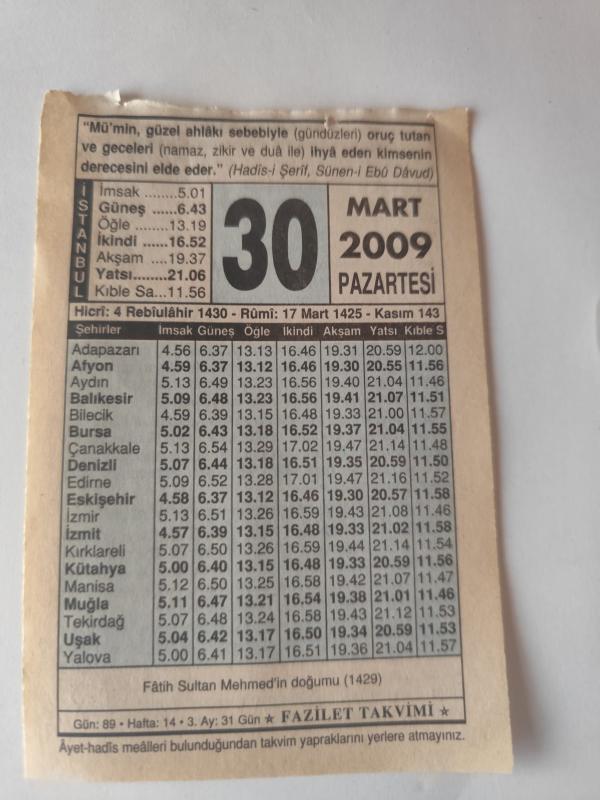 "Mü'min, güzel ahlâkı sebebiyle (gündüzleri) oruç tutan
ve geceleri (namaz, zikir ve duâ ile) ihyâ eden kimsenin
derecesini elde eder." (Hadîs-i Şerîf, Sünen-i Ebû Dâvud)
İSTANBUL
İmsak ........5.01
Güneş ......6.43
Öğle .......13.19
İkindi ......16.52
Akşam ....19.37
Yatsı........21.06
Kıble Sa...11.56
30
MART
2009
PAZARTESİ
Hicrî: 4 Rebîulâhir 1430 - Rûmî: 17 Mart 1425 - Kasım 143
Şehirler İmsak Güneş Öğle İkindi Akşam Yatsı Kıble S
Adapazarı 4.56 6.37 13.13 16.46 19.31 20.59 12.00
Afyon 4.59 6.37 13.12 16.46 19.30 20.55 11.56
Aydın 5.13 6.49 13.23 16.56 19.40 21.04 11.46
Balıkesir 5.09 6.48 13.23 16.56 19.41 21.07 11.51
Bilecik 4.59 6.39 13.15 16.48 19.33 21.00 11.57
Bursa 5.02 6.43 13.18 16.52 19.37 21.04 11.55
Çanakkale 5.13 6.54 13.29 17.02 19.47 21.14 11.48
Denizli 5.07 6.44 13.18 16.51 19.35 20.59 11.50
Edirne 5.09 6.52 13.28 17.01 19.47 21.16 11.52
Eskişehir 4.58 6.37 13.12 16.46 19.30 20.57 11.58
İzmir 5.13 6.51 13.26 16.59 19.43 21.08 11.46
İzmit 4.57 6.39 13.15 16.48 19.33 21.02 11.58
Kırklareli 5.07 6.50 13.26 16.59 19.44 21.14 11.54
Kütahya 5.00 6.40 13.15 16.48 19.33 20.59 11.56
Manisa 5.12 6.50 13.25 16.58 19.42 21.07 11.47
Muğla 5.11 6.47 13.21 16.54 19.38 21.01 11.46
Tekirdağ 5.07 6.48 13.24 16.58 19.43 21.12 11.53
Uşak 5.04 6.42 13.17 16.50 19.34 20.59 11.53
Yalova 5.00 6.41 13.17 16.51 19.36 21.04 11.57
Fâtih Sultan Mehmed'in doğumu (1429)
Gün: 89 • Hafta: 14 • 3. Ay: 31 Gün ★ FAZİLET TAKVİMİ ★
Âyet-hadîs meâlleri bulunduğundan takvim yapraklarını yerlere atmayınız.